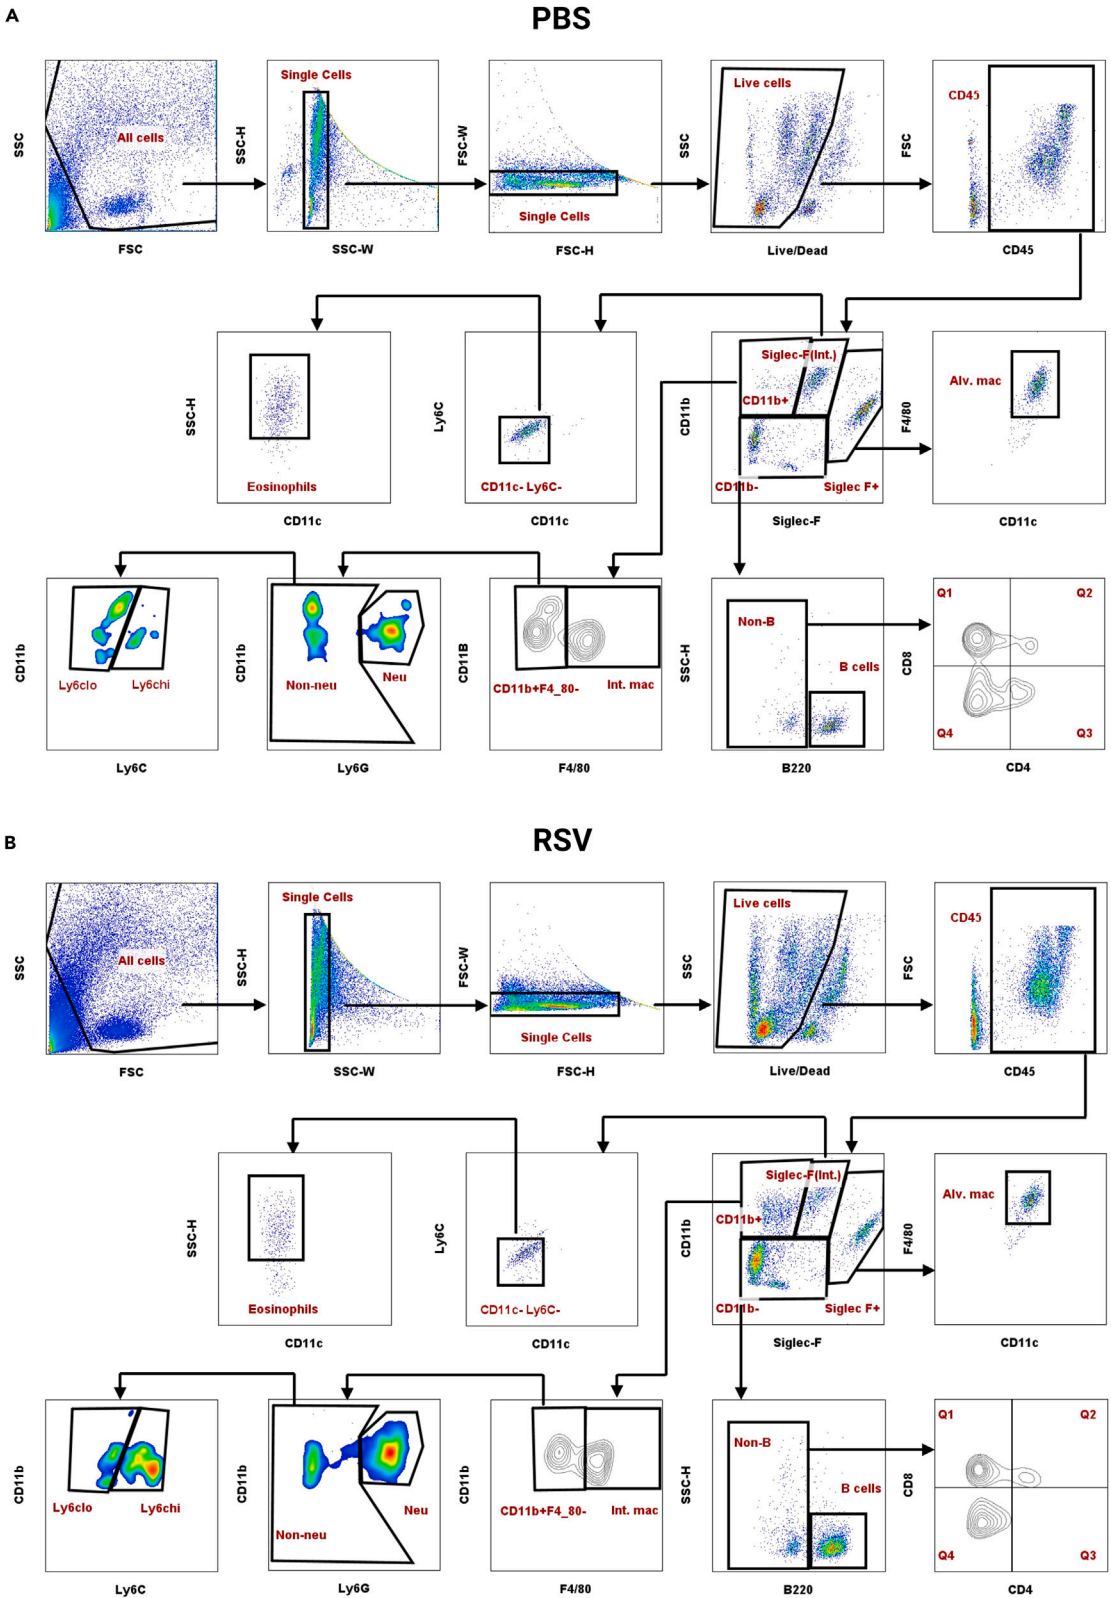 A
PBS
SSC
All cells
FSC
SSC-H
Single Cells
SSC-W
FSC-W
Single Cells
FSC-H
SSC
Live cells
Live/Dead
FSC
CD45
CD45
SSC-H
Eosinophils
CD11c
Ly6C
CD11c- Ly6C-
CD11c
CD11b
Siglec-F(Int.)
CD11b+
CD11b-
Siglec F+
Siglec-F
F4/80
Alv. mac
CD11c
CD11b
Ly6clo
Ly6chi
Ly6C
CD11b
Non-neu
Neu
Ly6G
CD11B
CD11b+F4_80-
Int. mac
F4/80
SSC-H
Non-B
B cells
B220
CD8
Q1
Q2
Q4
Q3
CD4
B
RSV
SSC
All cells
FSC
SSC-H
Single Cells
SSC-W
FSC-W
Single Cells
FSC-H
SSC
Live cells
Live/Dead
FSC
CD45
CD45
SSC-H
Eosinophils
CD11c
Ly6C
CD11c- Ly6C-
CD11c
CD11b
Siglec-F(Int.)
CD11b+
CD11b-
Siglec F+
Siglec-F
F4/80
Alv. mac
CD11c
CD11b
Ly6clo
Ly6chi
Ly6C
CD11b
Non-neu
Neu
Ly6G
CD11b
CD11b+F4_80-
Int. mac
F4/80
SSC-H
Non-B
B cells
B220
CD8
Q1
Q2
Q4
Q3
CD4